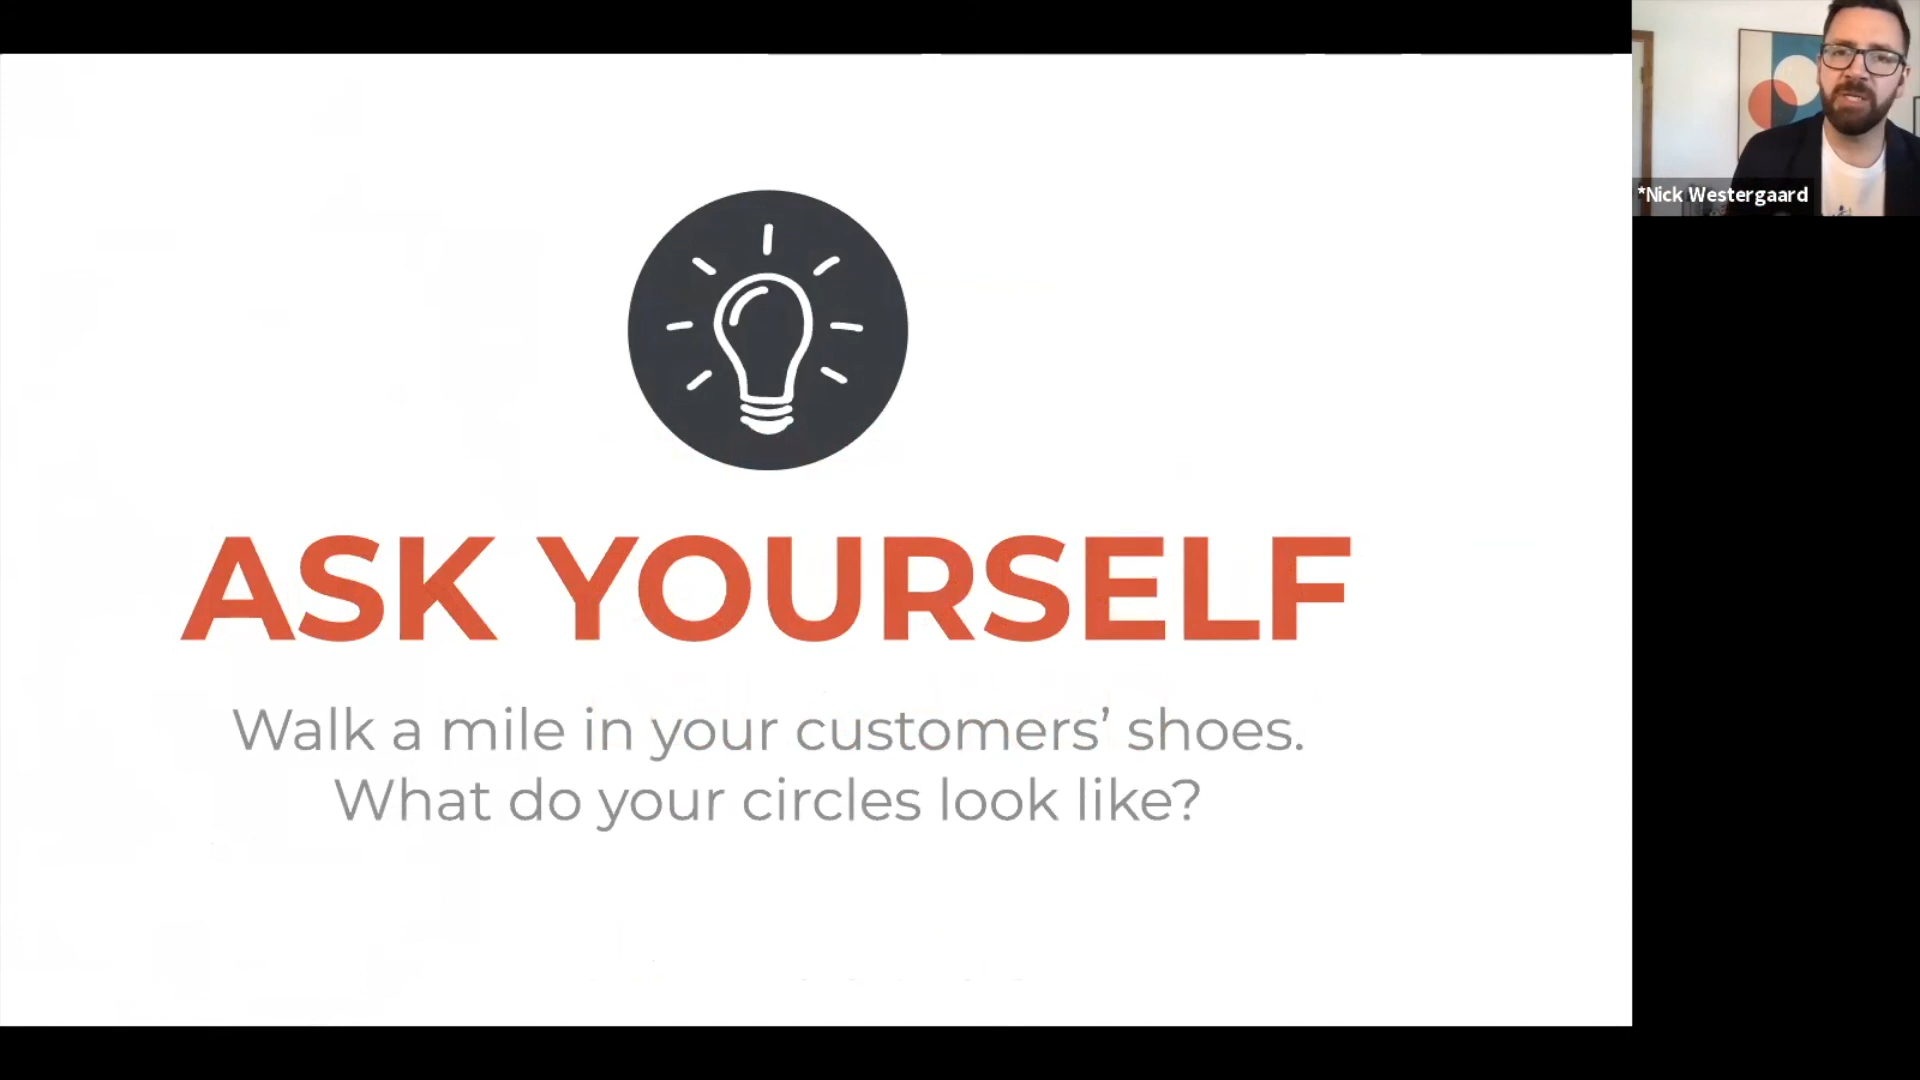 ASK YOURSELF
Walk a mile in your customers’ shoes.
What do your circles look like?
*Nick Westergaard